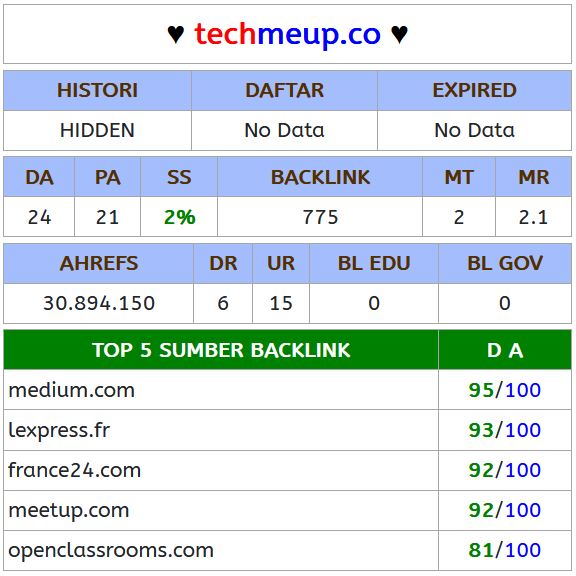 ♥ techmeup.co ♥
HISTORI DAFTAR EXPIRED
HIDDEN No Data No Data
DA PA SS BACKLINK MT MR
24 21 2% 775 2 2.1
AHREFS DR UR BL EDU BL GOV
30.894.150 6 15 0 0
TOP 5 SUMBER BACKLINK D A
medium.com 95/100
lexpress.fr 93/100
france24.com 92/100
meetup.com 92/100
openclassrooms.com 81/100